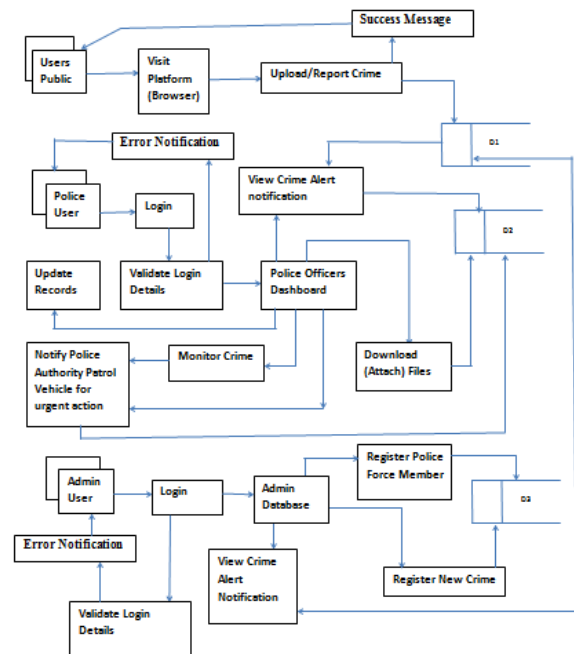 Success Message
Users
Public
Visit
Platform
(Browser)
Upload/Report Crime
D1
Error Notification
View Crime Alert
notification
Police
User
Login
D2
Update
Records
Validate Login
Details
Police Officers
Dashboard
Notify Police
Authority Patrol
Vehicle for
urgent action
Monitor Crime
Download
(Attach) Files
Register Police
Force Member
Admin
User
Login
Admin
Database
D3
Error Notification
View Crime
Alert
Notification
Register New Crime
Validate Login
Details